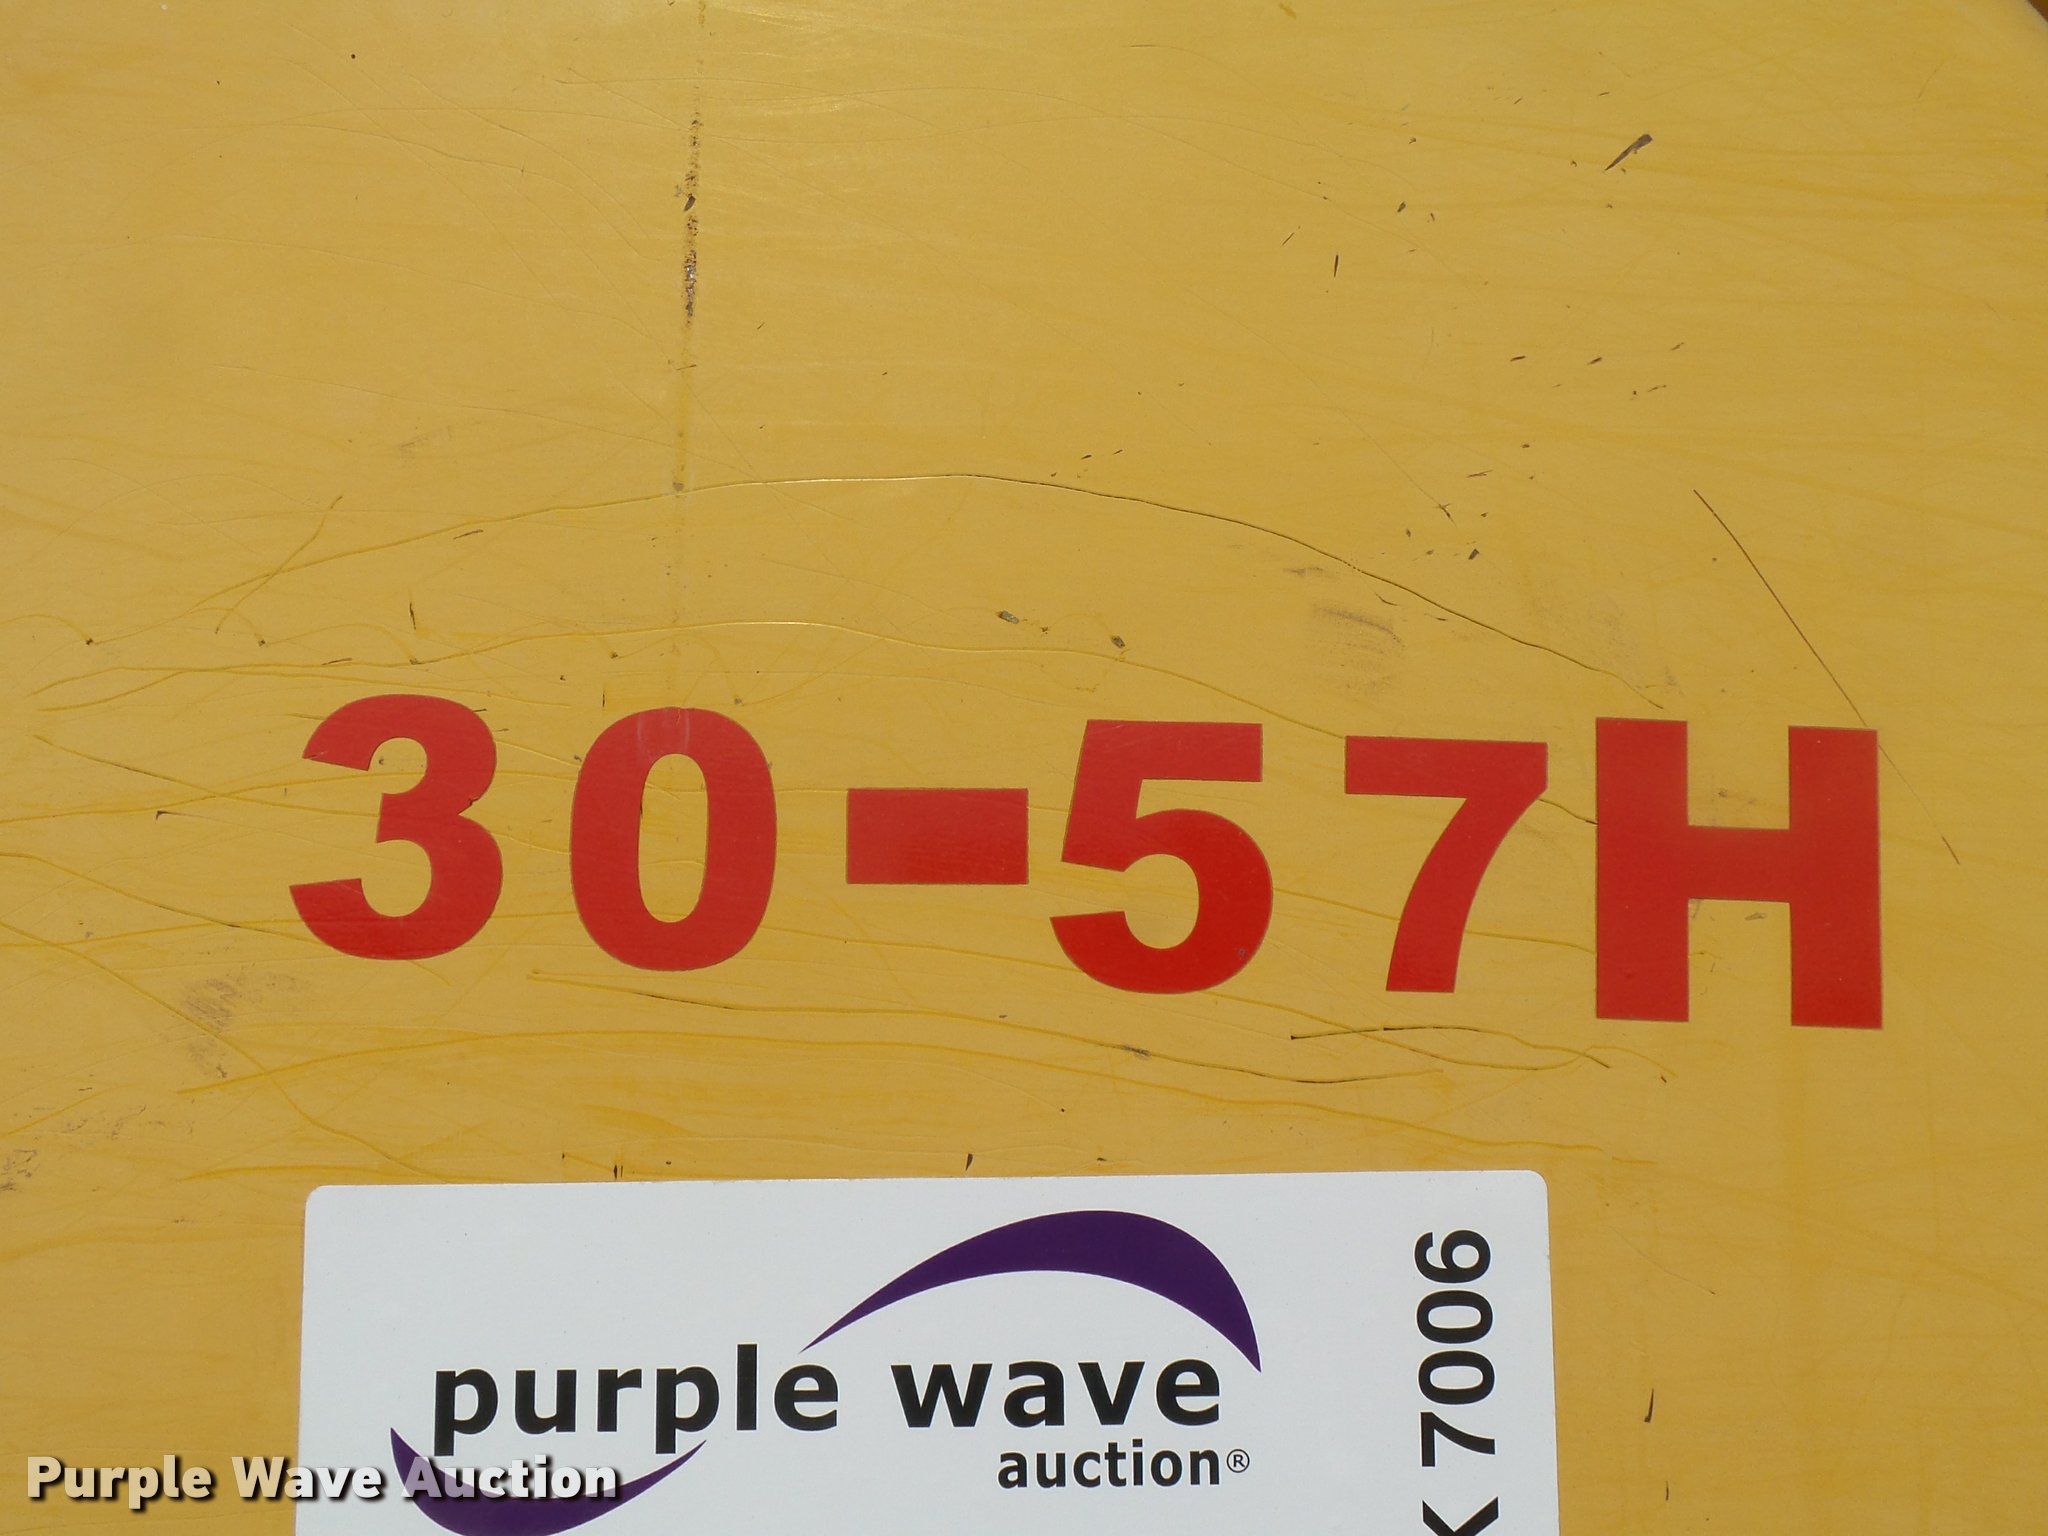 30-57H
purple wave
auction®
7006
Purple Wave Auction